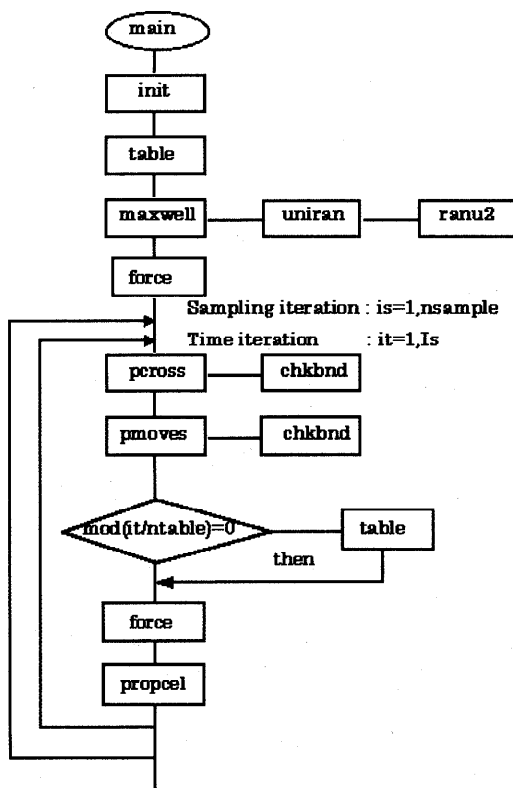 main
init
table
maxwell uniran ranu2
force
Sampling iteration : is=1,nsample
Time iteration : it=1,Is
pcross chkbnd
pmoves chkbnd
mod(it/ntable)=0 table
then
force
propcel